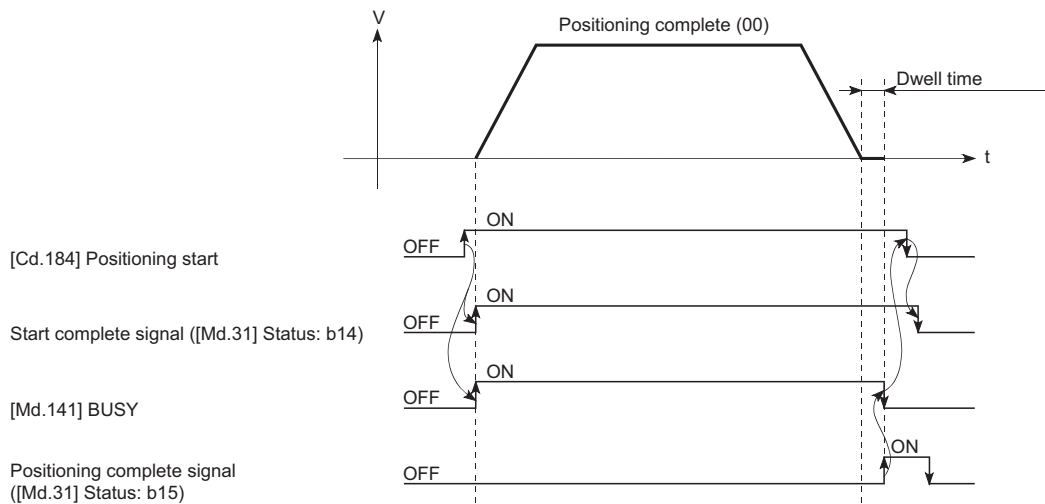 V
Positioning complete (00)
Dwell time
t
ON
OFF
[Cd.184] Positioning start
ON
OFF
Start complete signal ([Md.31] Status: b14)
ON
OFF
[Md.141] BUSY
ON
OFF
Positioning complete signal
([Md.31] Status: b15)